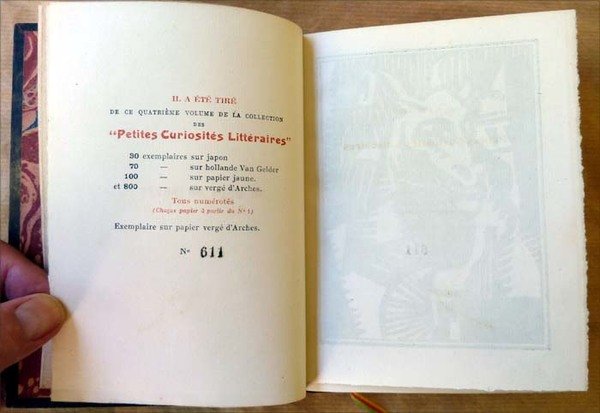 IL A ÉTÉ TIRÉ
DE CE QUATRIÈME VOLUME DE LA COLLECTION
DES
"Petites Curiosités Littéraires"
30 exemplaires sur japon
70 — sur hollande Van Gelder
100 — sur papier jaune.
et 800 — sur vergé d'Arches.
Tous numérotés
(Chaque papier à partir du Nº 1)
Exemplaire sur papier vergé d'Arches.
Nº 611